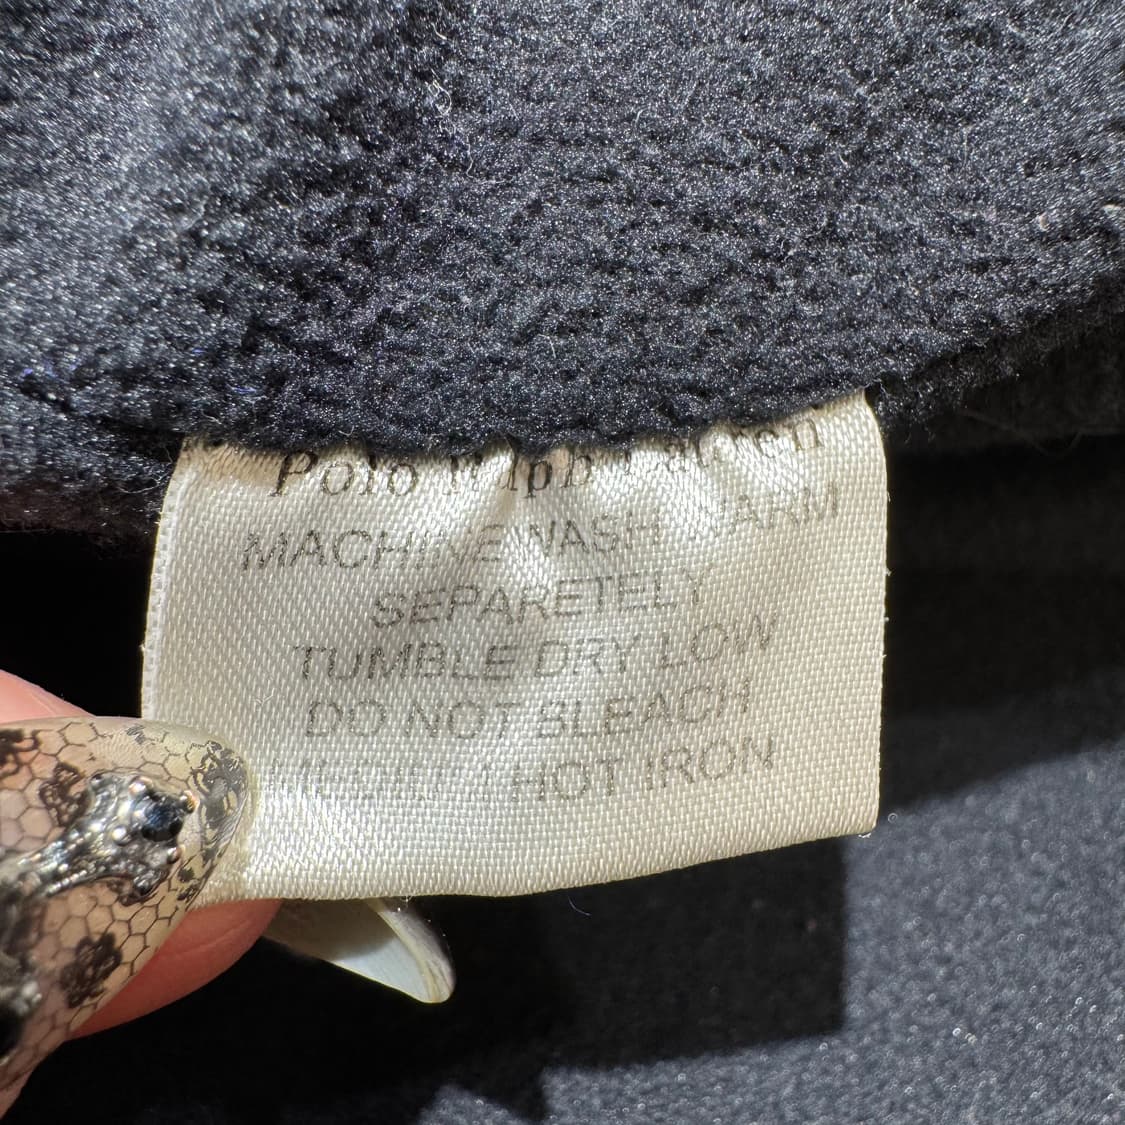 Polo Ralph Lauren
MACHINE WASH WARM
SEPARETELY
TUMBLE DRY LOW
DO NOT BLEACH
HOT IRON